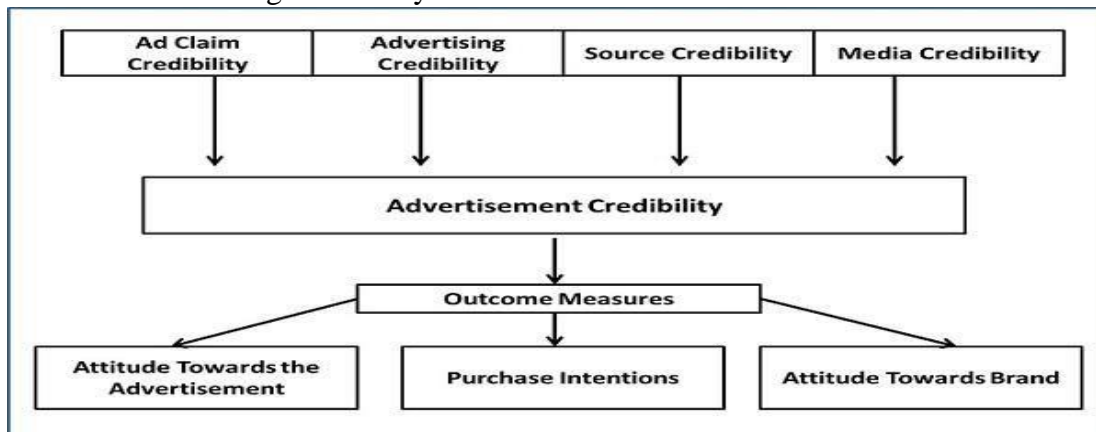 Ad Claim
Credibility
Advertising
Credibility
Source Credibility
Media Credibility
Advertisement Credibility
Outcome Measures
Attitude Towards the
Advertisement
Purchase Intentions
Attitude Towards Brand